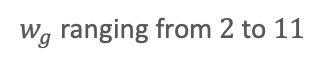 w_g ranging from 2 to 11